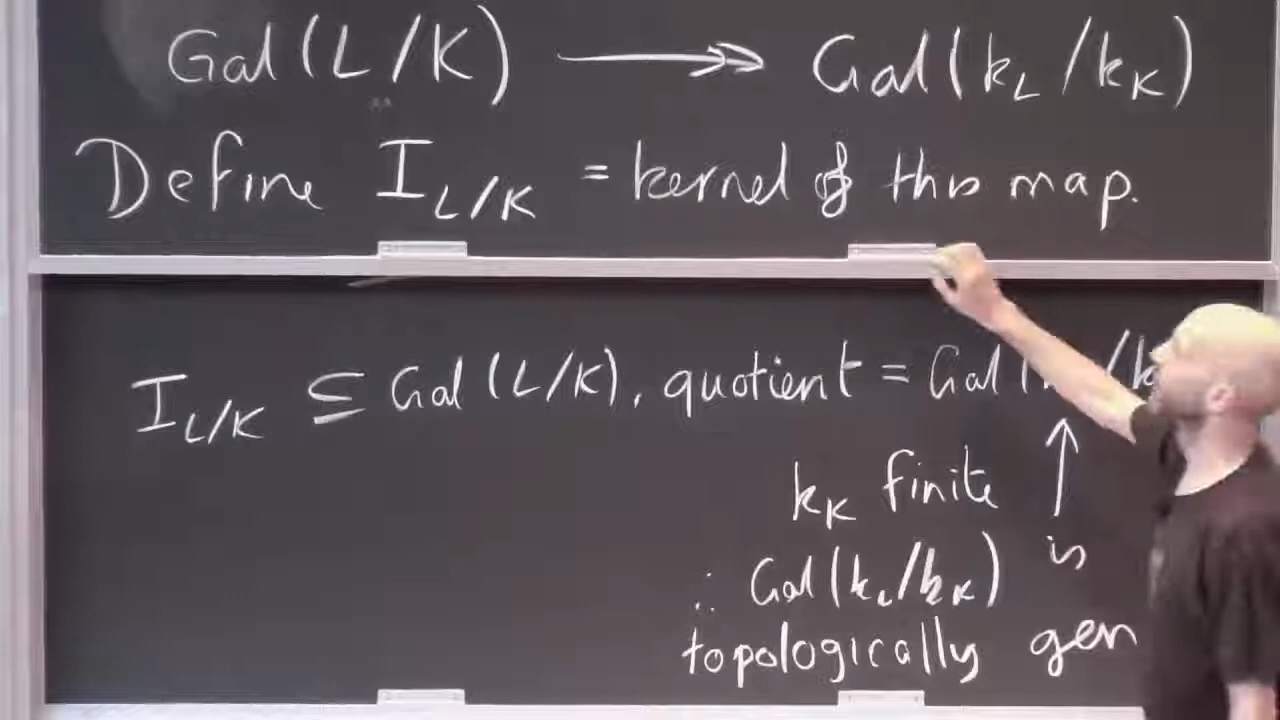 Gal(L/K) ↠ Gal(k_L/k_K)
Define I_{L/K} = kernel of this map.
I_{L/K} ⊆ Gal(L/K), quotient = Gal(
k_K finite ↑
∴ Gal(k_L/k_K) is
topologically gen